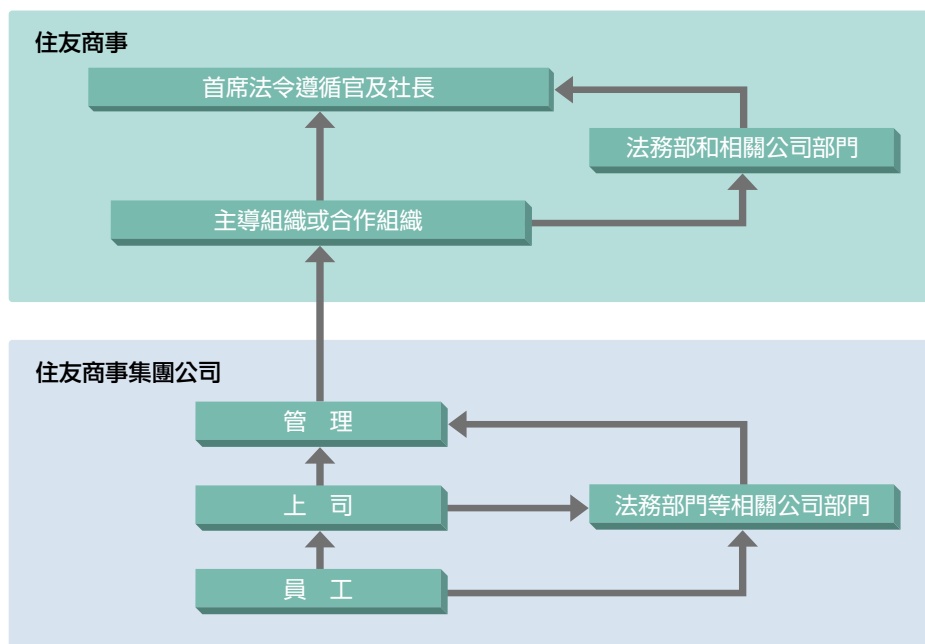 住友商事
首席法令遵循官及社長
法務部和相關公司部門
主導組織或合作組織
住友商事集團公司
管　理
上　司
法務部門等相關公司部門
員　工